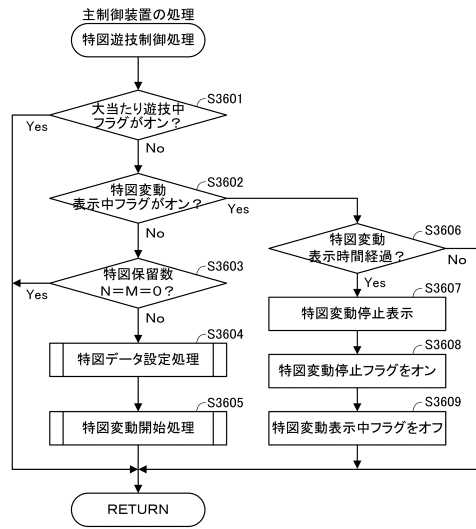 主制御装置の処理
特図遊技制御処理
S3601
大当たり遊技中
フラグがオン？
Yes
No
S3602
特図変動
表示中フラグがオン？
Yes
No
S3603
特図保留数
N＝M＝０？
Yes
No
S3604
特図データ設定処理
S3605
特図変動開始処理
S3606
特図変動
表示時間経過？
No
Yes
S3607
特図変動停止表示
S3608
特図変動停止フラグをオン
S3609
特図変動表示中フラグをオフ
RETURN